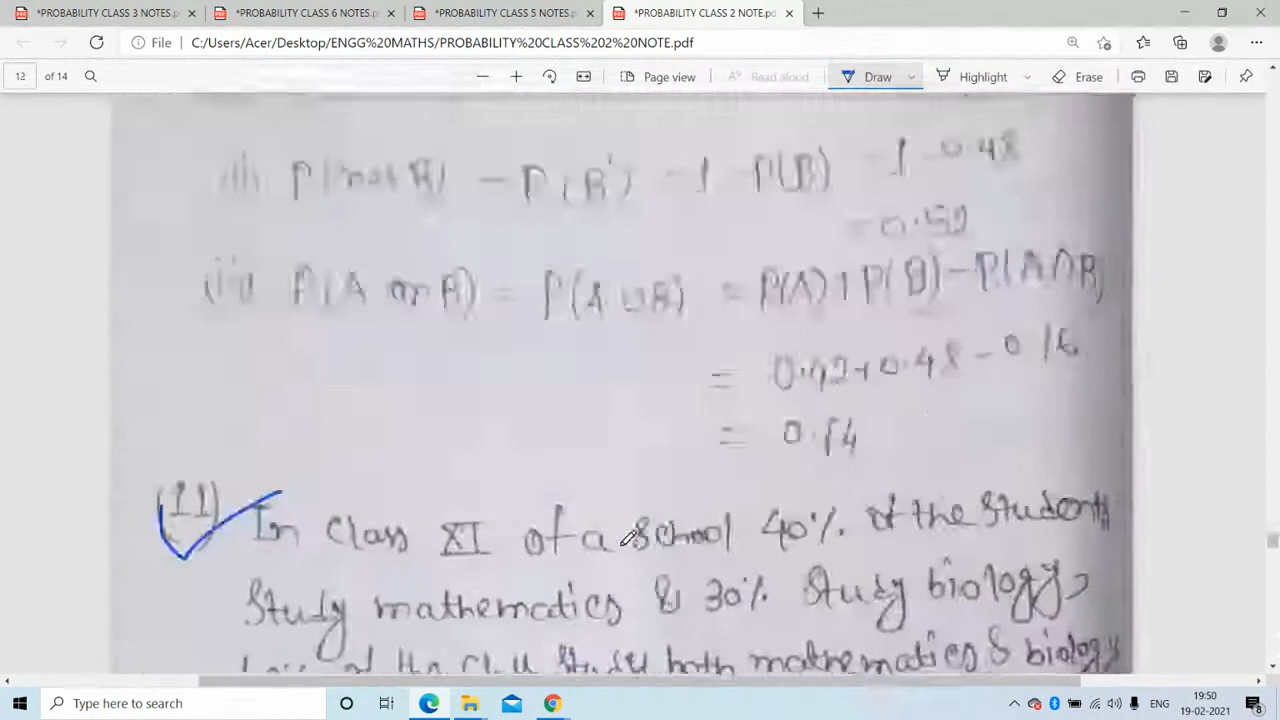 *PROBABILITY CLASS 3 NOTES.p
*PROBABILITY CLASS 6 NOTES.p
*PROBABILITY CLASS 5 NOTES.p
*PROBABILITY CLASS 2 NOTE.pd
File C:/Users/Acer/Desktop/ENGG%20MATHS/PROBABILITY%20CLASS%202%20NOTE.pdf
12 of 14 Page view Read aloud Draw Highlight Erase
P(not B) = P(B') = 1 - P(B) = 1 - 0.48
= 0.52
P(A or B) = P(A ∪ B) = P(A) + P(B) - P(A ∩ B)
= 0.42 + 0.48 - 0.16
= 0.74
In Class XI of a School 40% of the Students
Study mathematics & 30% Study biology,
both mathematics & biology
Type here to search
ENG
19:50
19-02-2021
8